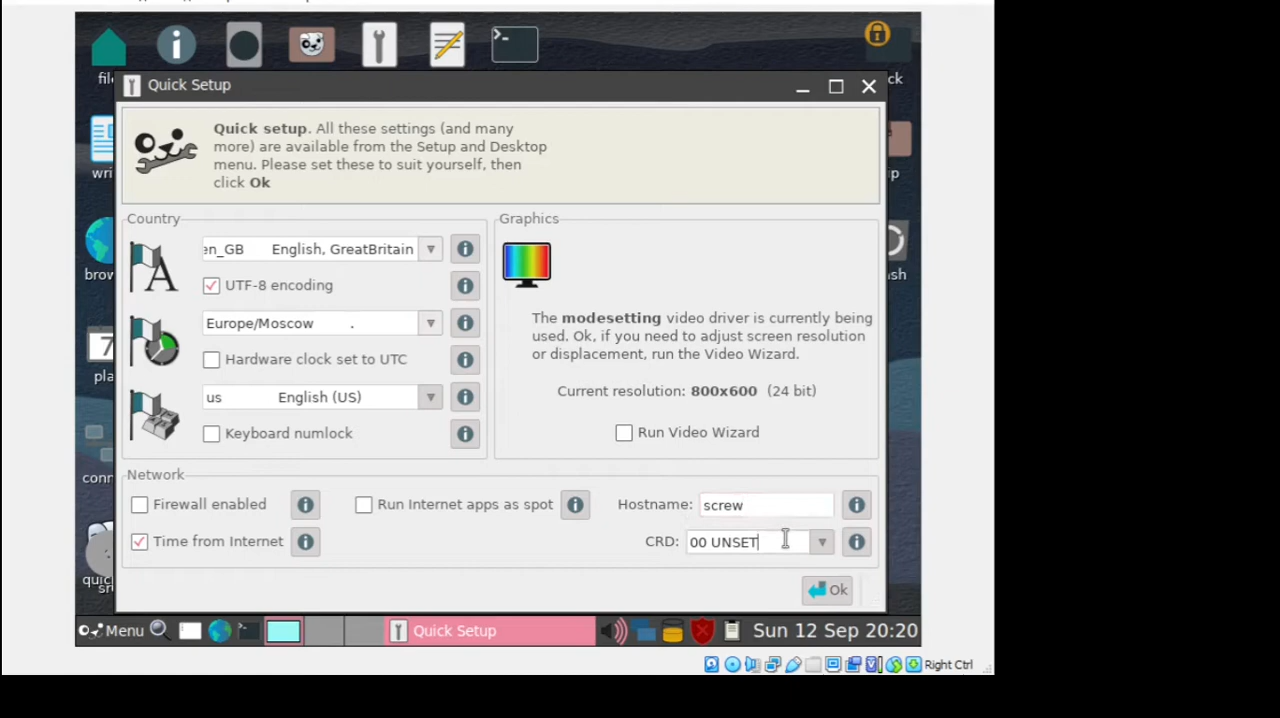 Quick Setup
Quick setup. All these settings (and many
more) are available from the Setup and Desktop
menu. Please set these to suit yourself, then
click Ok
Country
en_GB English, GreatBritain
UTF-8 encoding
Europe/Moscow .
Hardware clock set to UTC
us English (US)
Keyboard numlock
Graphics
The modesetting video driver is currently being
used. Ok, if you need to adjust screen resolution
or displacement, run the Video Wizard.
Current resolution: 800x600 (24 bit)
Run Video Wizard
Network
Firewall enabled
Run Internet apps as spot
Hostname: screw
Time from Internet
CRD: 00 UNSET
Ok
Menu
Quick Setup
Sun 12 Sep 20:20
Right Ctrl